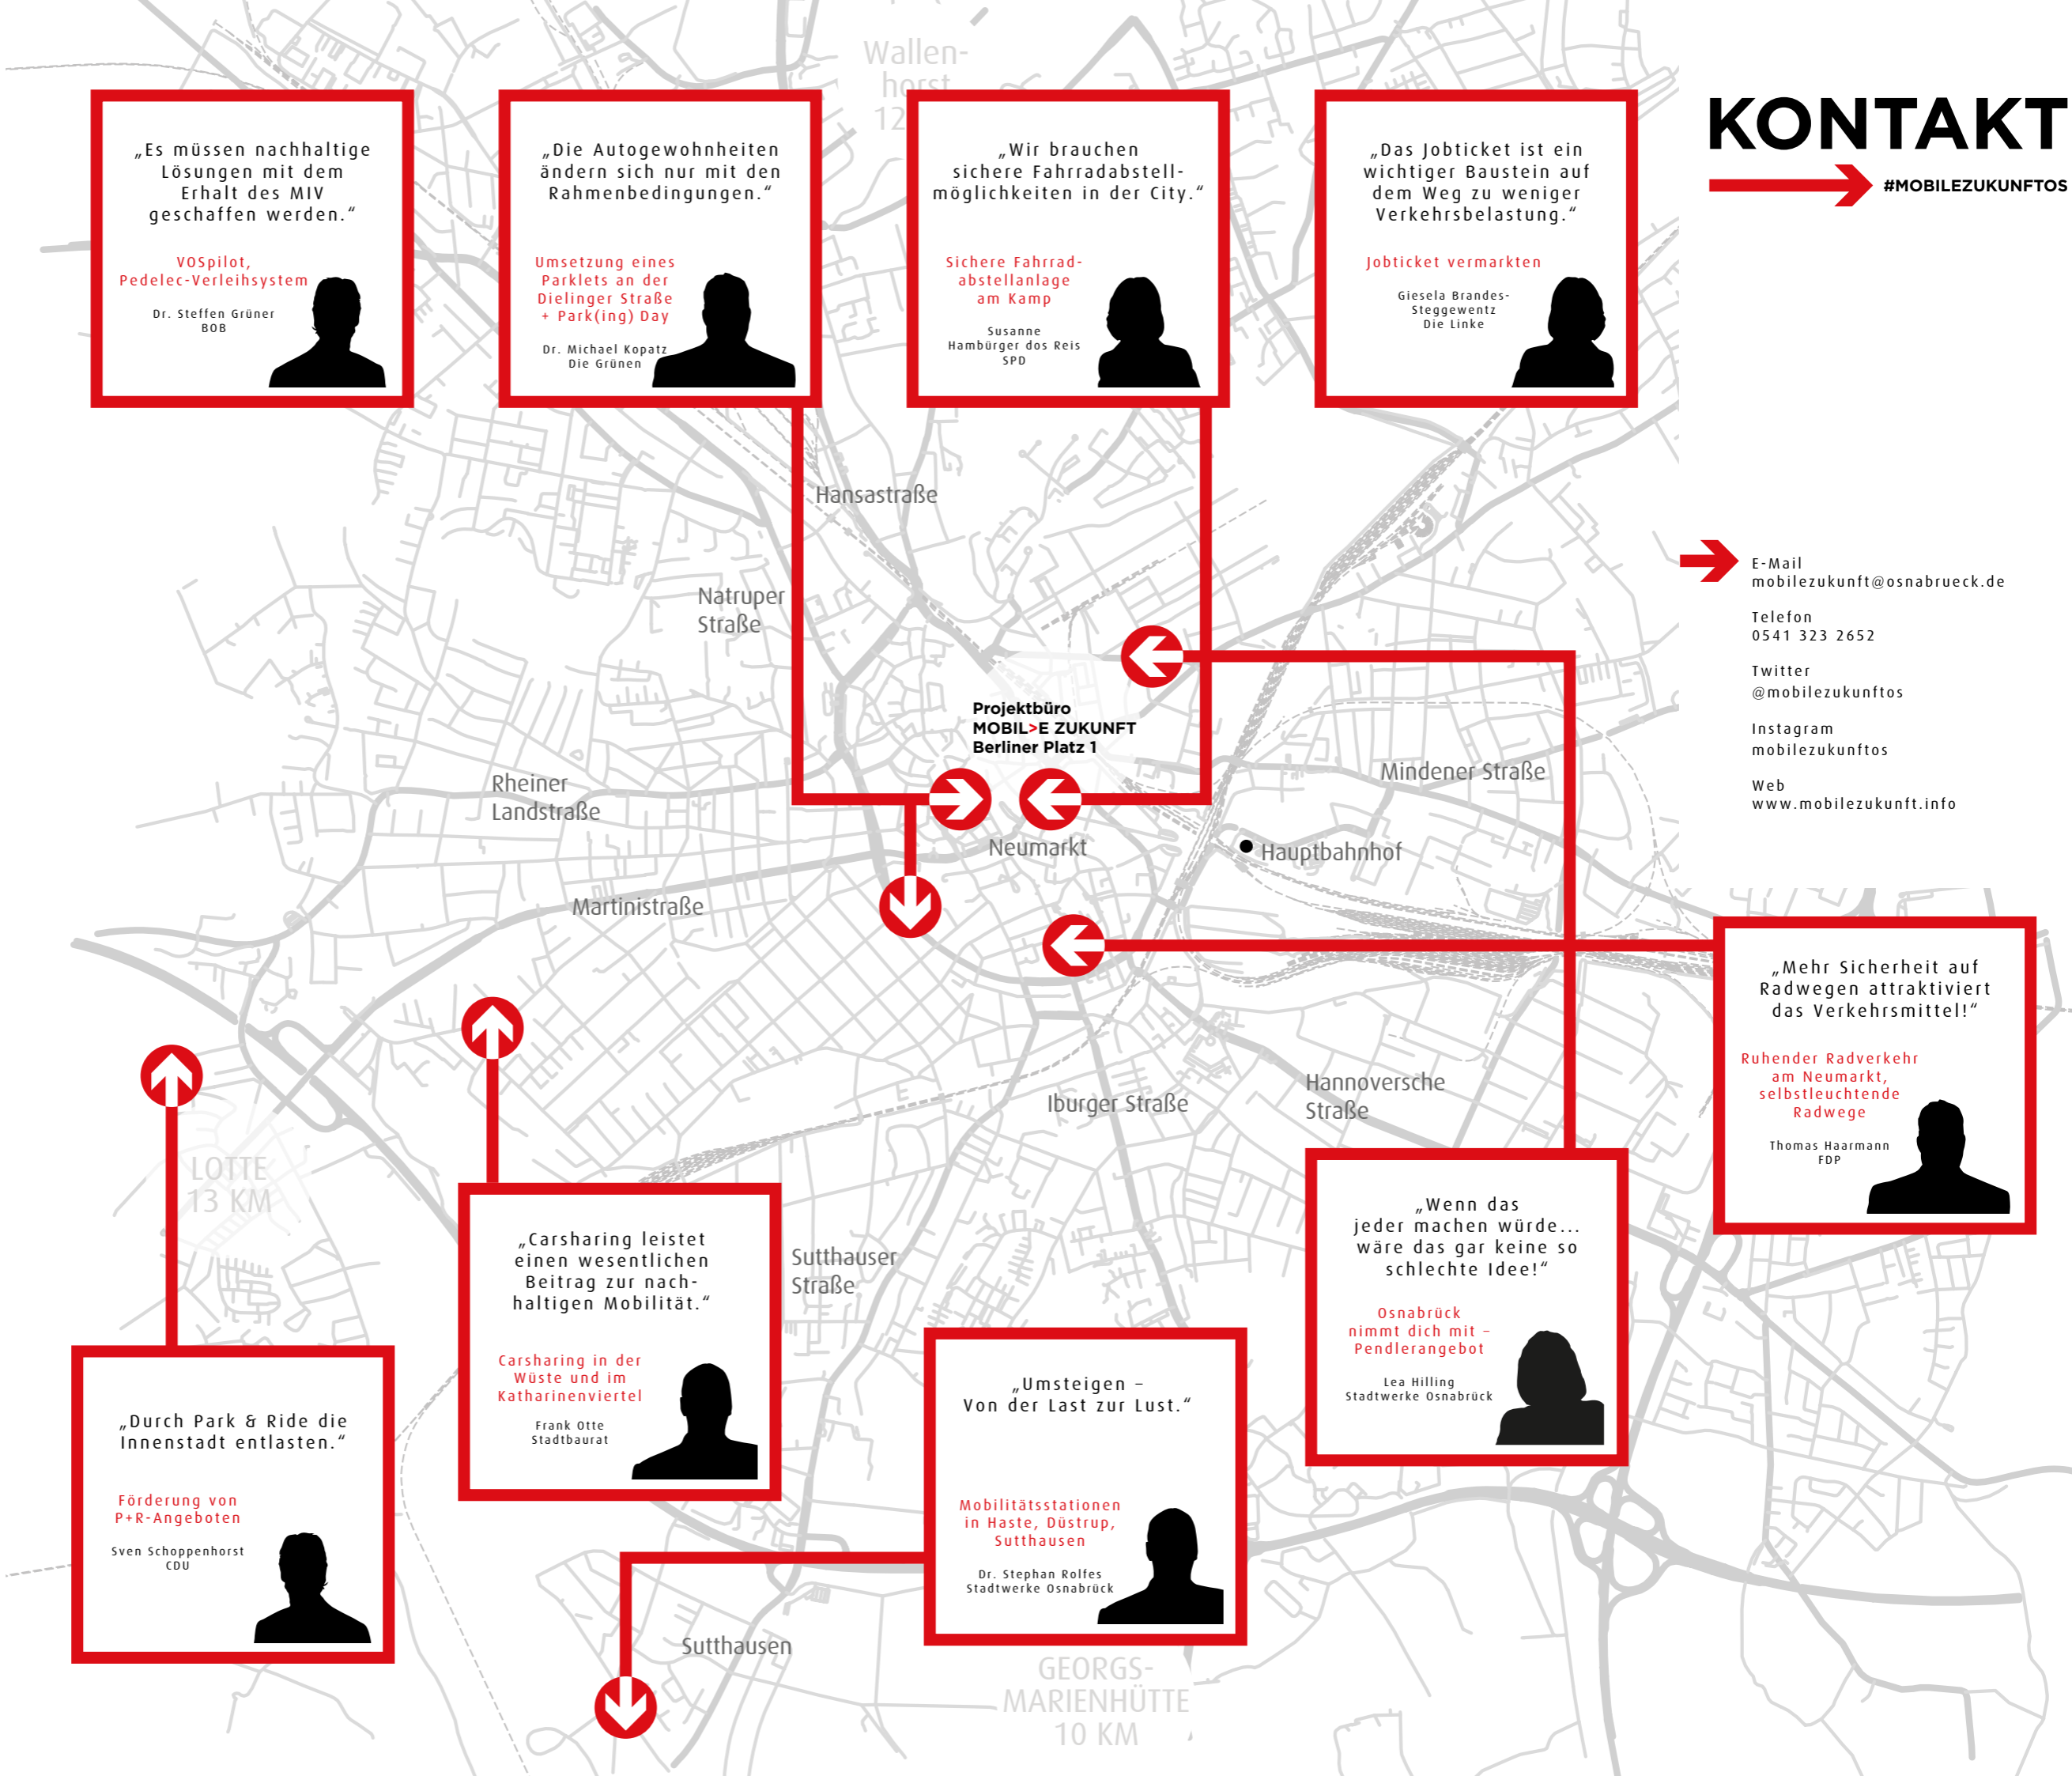 Wallen-
horst
12
KONTAKT
#MOBILEZUKUNFTOS
„Es müssen nachhaltige
Lösungen mit dem
Erhalt des MIV
geschaffen werden.“
VOSpilot,
Pedelec-Verleihsystem
Dr. Steffen Grüner
BOB
„Die Autogewohnheiten
ändern sich nur mit den
Rahmenbedingungen.“
Umsetzung eines
Parklets an der
Dielinger Straße
+ Park(ing) Day
Dr. Michael Kopatz
Die Grünen
„Wir brauchen
sichere Fahrradabstell-
möglichkeiten in der City.“
Sichere Fahrrad-
abstellanlage
am Kamp
Susanne
Hambürger dos Reis
SPD
„Das Jobticket ist ein
wichtiger Baustein auf
dem Weg zu weniger
Verkehrsbelastung.“
Jobticket vermarkten
Giesela Brandes-
Steggewentz
Die Linke
Hansastraße
Natruper
Straße
E-Mail
mobilezukunft@osnabrueck.de
Telefon
0541 323 2652
Twitter
@mobilezukunftos
Instagram
mobilezukunftos
Web
www.mobilezukunft.info
Projektbüro
MOBIL>E ZUKUNFT
Berliner Platz 1
Rheiner
Landstraße
Mindener Straße
Neumarkt
Hauptbahnhof
Martinistraße
„Mehr Sicherheit auf
Radwegen attraktiviert
das Verkehrsmittel!“
Ruhender Radverkehr
am Neumarkt,
selbstleuchtende
Radwege
Thomas Haarmann
FDP
Hannoversche
Straße
Iburger Straße
LOTTE
13 KM
„Wenn das
jeder machen würde...
wäre das gar keine so
schlechte Idee!“
Osnabrück
nimmt dich mit –
Pendlerangebot
Lea Hilling
Stadtwerke Osnabrück
„Carsharing leistet
einen wesentlichen
Beitrag zur nach-
haltigen Mobilität.“
Carsharing in der
Wüste und im
Katharinenviertel
Frank Otte
Stadtbaurat
Sutthauser
Straße
„Umsteigen –
Von der Last zur Lust.“
Mobilitätsstationen
in Haste, Düstrup,
Sutthausen
Dr. Stephan Rolfes
Stadtwerke Osnabrück
„Durch Park & Ride die
Innenstadt entlasten.“
Förderung von
P+R-Angeboten
Sven Schoppenhorst
CDU
Sutthausen
GEORGS-
MARIENHÜTTE
10 KM